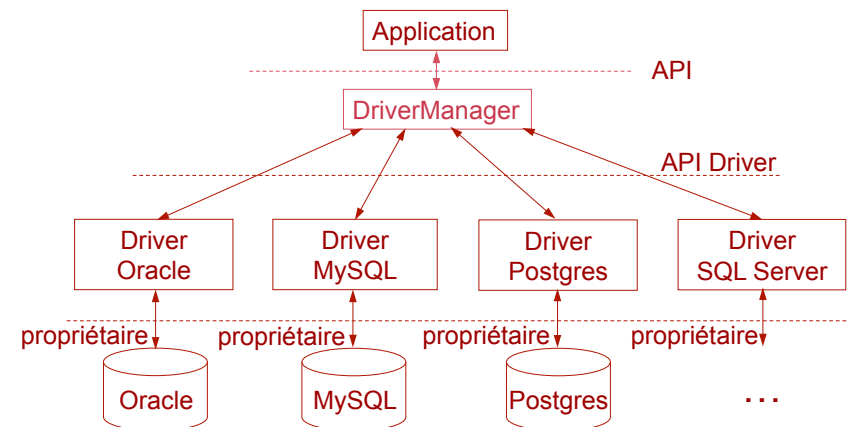 Application
API
DriverManager
API Driver
Driver
Oracle
Driver
MySQL
Driver
Postgres
Driver
SQL Server
propriétaire
propriétaire
propriétaire
propriétaire
Oracle
MySQL
Postgres
...